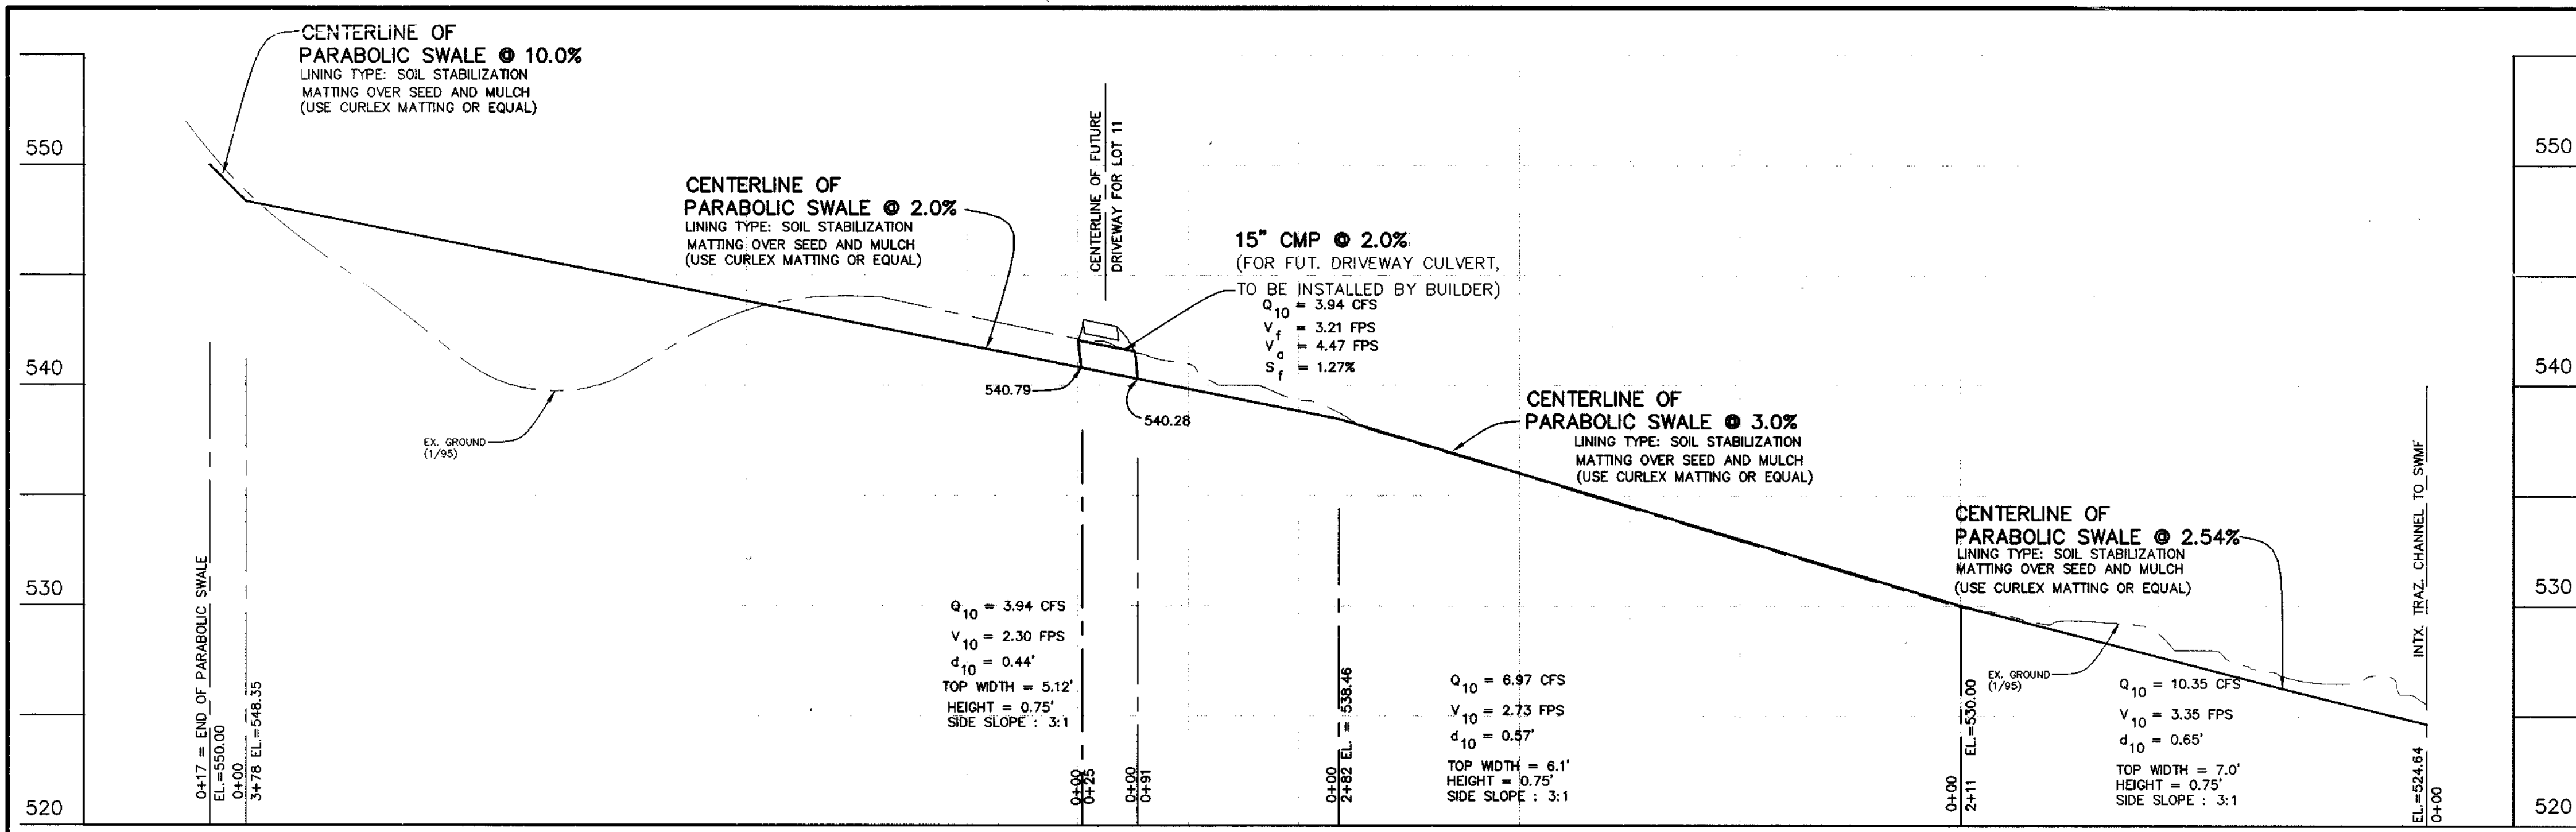 CENTERLINE OF
PARABOLIC SWALE @ 10.0%
LINING TYPE: SOIL STABILIZATION
MATTING OVER SEED AND MULCH
(USE CURLEX MATTING OR EQUAL)
550
540
530
520
CENTERLINE OF
PARABOLIC SWALE @ 2.0%
LINING TYPE: SOIL STABILIZATION
MATTING OVER SEED AND MULCH
(USE CURLEX MATTING OR EQUAL)
CENTERLINE OF FUTURE
DRIVEWAY FOR LOT 11
15" CMP @ 2.0%
(FOR FUT. DRIVEWAY CULVERT,
TO BE INSTALLED BY BUILDER)
Q10 = 3.94 CFS
Vf = 3.21 FPS
Va = 4.47 FPS
Sf = 1.27%
540.79
540.28
EX. GROUND
(1/95)
CENTERLINE OF
PARABOLIC SWALE @ 3.0%
LINING TYPE: SOIL STABILIZATION
MATTING OVER SEED AND MULCH
(USE CURLEX MATTING OR EQUAL)
CENTERLINE OF
PARABOLIC SWALE @ 2.54%
LINING TYPE: SOIL STABILIZATION
MATTING OVER SEED AND MULCH
(USE CURLEX MATTING OR EQUAL)
0+17 = END OF PARABOLIC SWALE
EL.=550.00
0+00
3+78 EL.=548.35
Q10 = 3.94 CFS
V10 = 2.30 FPS
d10 = 0.44'
TOP WIDTH = 5.12'
HEIGHT = 0.75'
SIDE SLOPE : 3:1
0+00
0+25
0+00
0+91
0+00
2+82 EL. = 538.46
Q10 = 6.97 CFS
V10 = 2.73 FPS
d10 = 0.57'
TOP WIDTH = 6.1'
HEIGHT = 0.75'
SIDE SLOPE : 3:1
0+00
2+11 EL.=530.00
EX. GROUND
(1/95)
Q10 = 10.35 CFS
V10 = 3.35 FPS
d10 = 0.65'
TOP WIDTH = 7.0'
HEIGHT = 0.75'
SIDE SLOPE : 3:1
EL.=524.64 INTX. TRAZ. CHANNEL TO SWMF
0+00
550
540
530
520